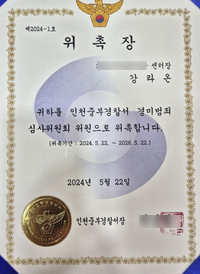 제2024-1호
위 촉 장
센터장
강 라 온
귀하를 인천중부경찰서 경미범죄
심사위원회 위원으로 위촉합니다.
(위촉기간 : 2024. 5. 22. ~ 2026. 5. 22.)
2024년 5월 22일
인천중부경찰서장